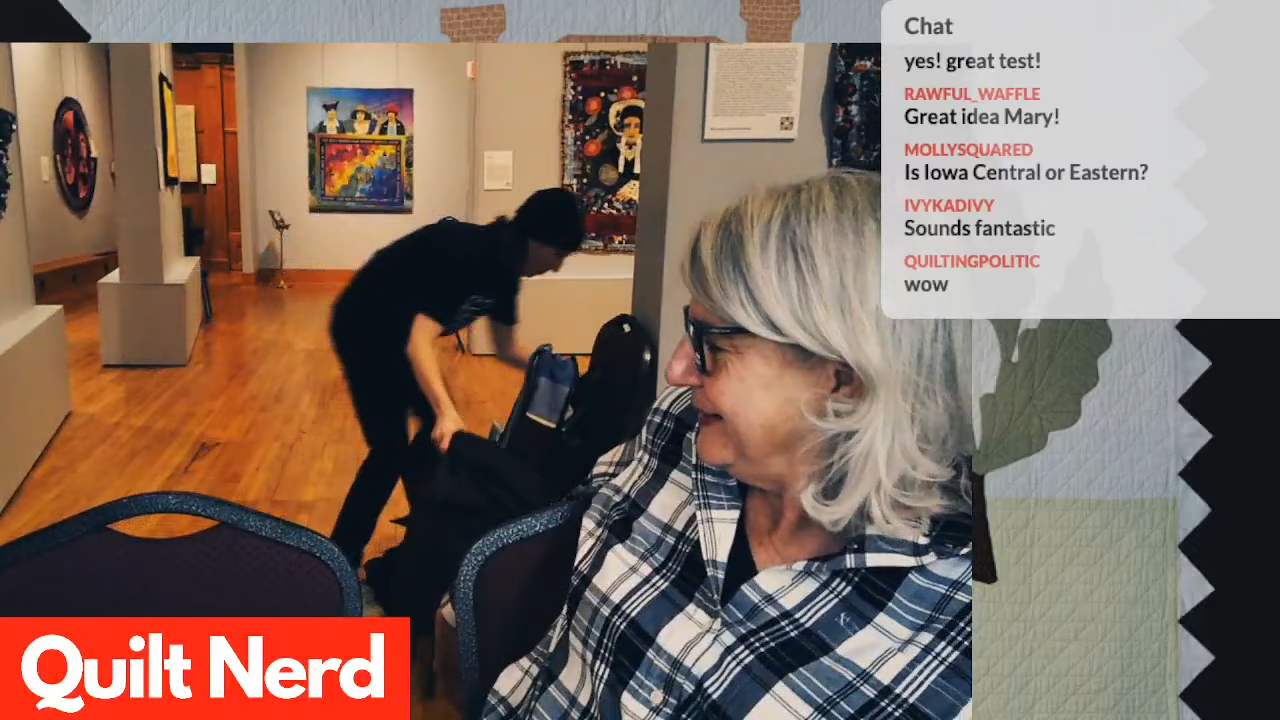 Chat
yes! great test!
RAWFUL_WAFFLE
Great idea Mary!
MOLLYSQUARED
Is Iowa Central or Eastern?
IVYKADIVY
Sounds fantastic
QUILTINGPOLITIC
wow
Quilt Nerd